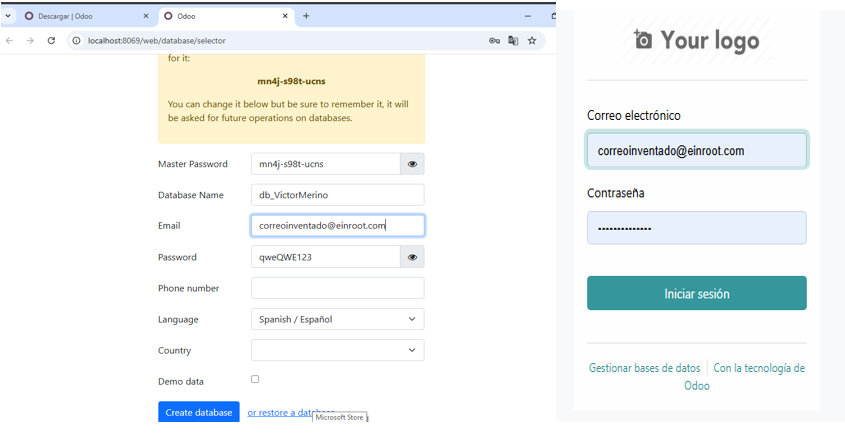 Descargar | Odoo
Odoo
localhost:8069/web/database/selector
for it:
mn4j-s98t-ucns
You can change it below but be sure to remember it, it will
be asked for future operations on databases.
Master Password mn4j-s98t-ucns
Database Name db_VictorMerino
Email correoinventado@einroot.com
Password qweQWE123
Phone number
Language Spanish / Español
Country
Demo data
Create database or restore a database
Microsoft Store
Your logo
Correo electrónico
correoinventado@einroot.com
Contraseña
Iniciar sesión
Gestionar bases de datos Con la tecnología de
Odoo